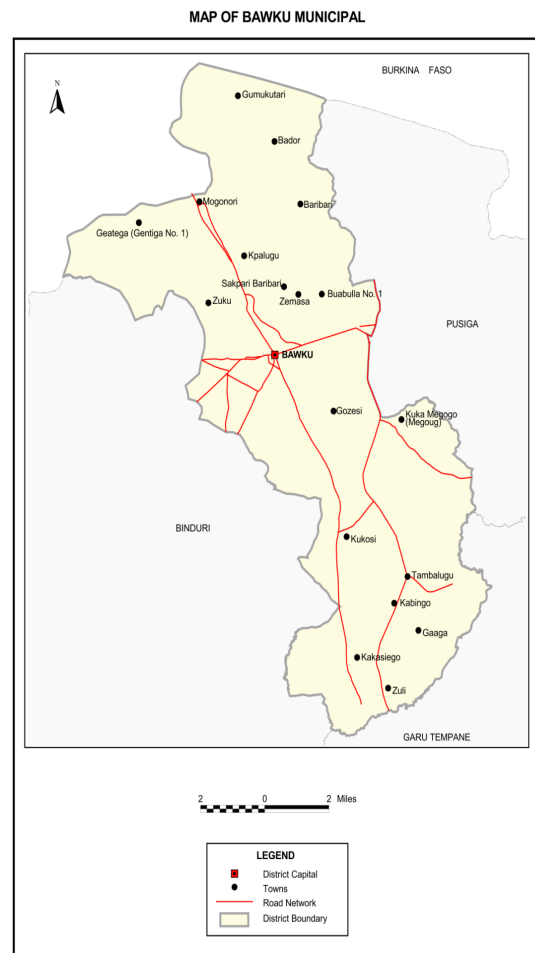 MAP OF BAWKU MUNICIPAL
BURKINA FASO
N
Gumukutari
Bador
Mogonori
Baribari
Geatega (Gentiga No. 1)
Kpalugu
Sakpari Baribari
Zemasa
Buabulla No. 1
Zuku
PUSIGA
BAWKU
Gozesi
Kuka Megogo
(Megoug)
BINDURI
Kukosi
Tambalugu
Kabingo
Gaaga
Kakasiego
Zuli
GARU TEMPANE
2 0 2 Miles
LEGEND
District Capital
Towns
Road Network
District Boundary